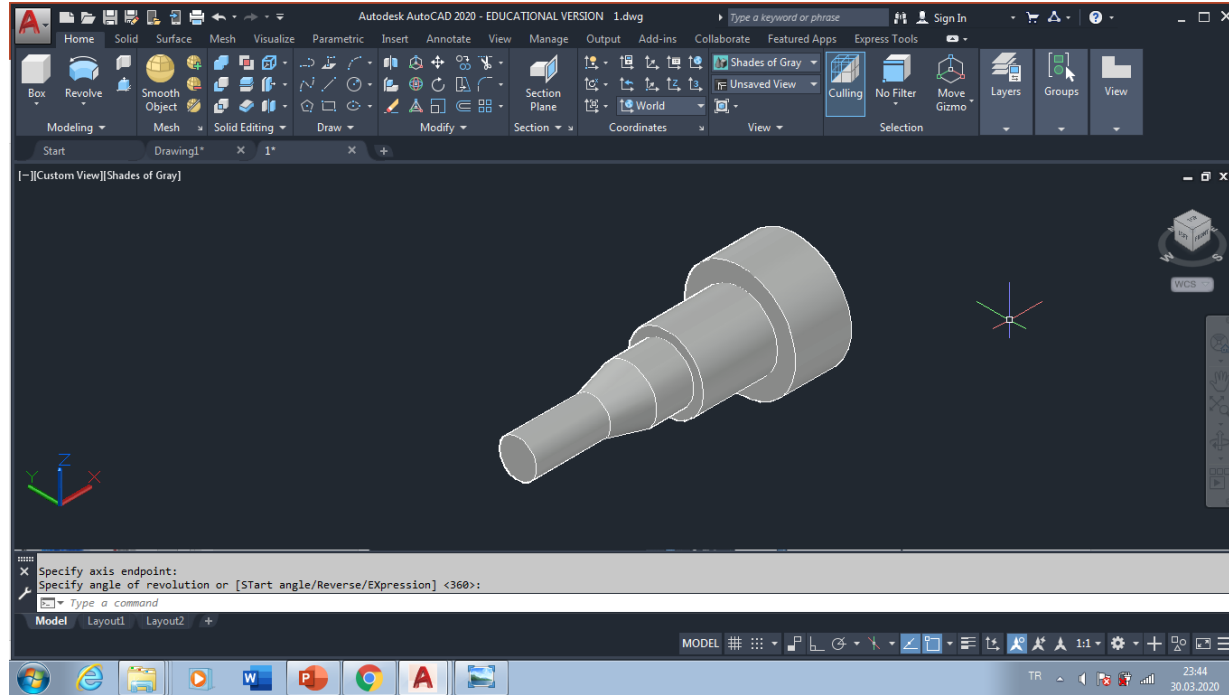 Autodesk AutoCAD 2020 - EDUCATIONAL VERSION 1.dwg Type a keyword or phrase Sign In
Home Solid Surface Mesh Visualize Parametric Insert Annotate View Manage Output Add-ins Collaborate Featured Apps Express Tools
Box Revolve Smooth Object Section Plane World Shades of Gray Unsaved View Culling No Filter Move Gizmo Layers Groups View
Modeling Mesh Solid Editing Draw Modify Section Coordinates View Selection
Start Drawing1* 1*
[−][Custom View][Shades of Gray]
TOP
FRONT
W S
WCS
Z
Y X
Specify axis endpoint:
Specify angle of revolution or [STart angle/Reverse/EXpression] <360>:
Type a command
Model Layout1 Layout2 +
MODEL 1:1
TR 23:44
30.03.2020